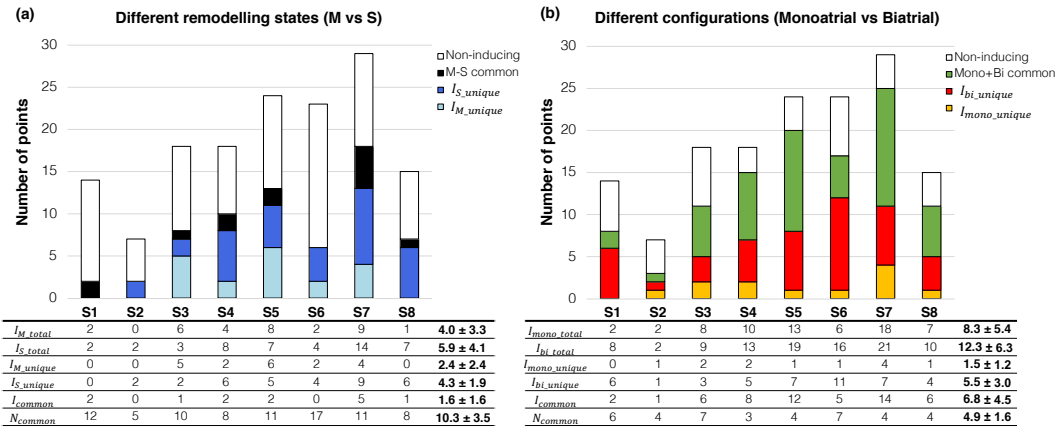 (a) Different remodelling states (M vs S)
Number of points
30
25
20
15
10
5
0
Non-inducing
M-S common
I_S_unique
I_M_unique
S1 S2 S3 S4 S5 S6 S7 S8
I_M_total 2 0 6 4 8 2 9 1 4.0 ± 3.3
I_S_total 2 2 3 8 7 4 14 7 5.9 ± 4.1
I_M_unique 0 0 5 2 6 2 4 0 2.4 ± 2.4
I_S_unique 0 2 2 6 5 4 9 6 4.3 ± 1.9
I_common 2 0 1 2 2 0 5 1 1.6 ± 1.6
N_common 12 5 10 8 11 17 11 8 10.3 ± 3.5
(b) Different configurations (Monoatrial vs Biatrial)
Number of points
30
25
20
15
10
5
0
Non-inducing
Mono+Bi common
I_bi_unique
I_mono_unique
S1 S2 S3 S4 S5 S6 S7 S8
I_mono_total 2 2 8 10 13 6 18 7 8.3 ± 5.4
I_bi_total 8 2 9 13 19 16 21 10 12.3 ± 6.3
I_mono_unique 0 1 2 2 1 1 4 1 1.5 ± 1.2
I_bi_unique 6 1 3 5 7 11 7 4 5.5 ± 3.0
I_common 2 1 6 8 12 5 14 6 6.8 ± 4.5
N_common 6 4 7 3 4 7 4 4 4.9 ± 1.6